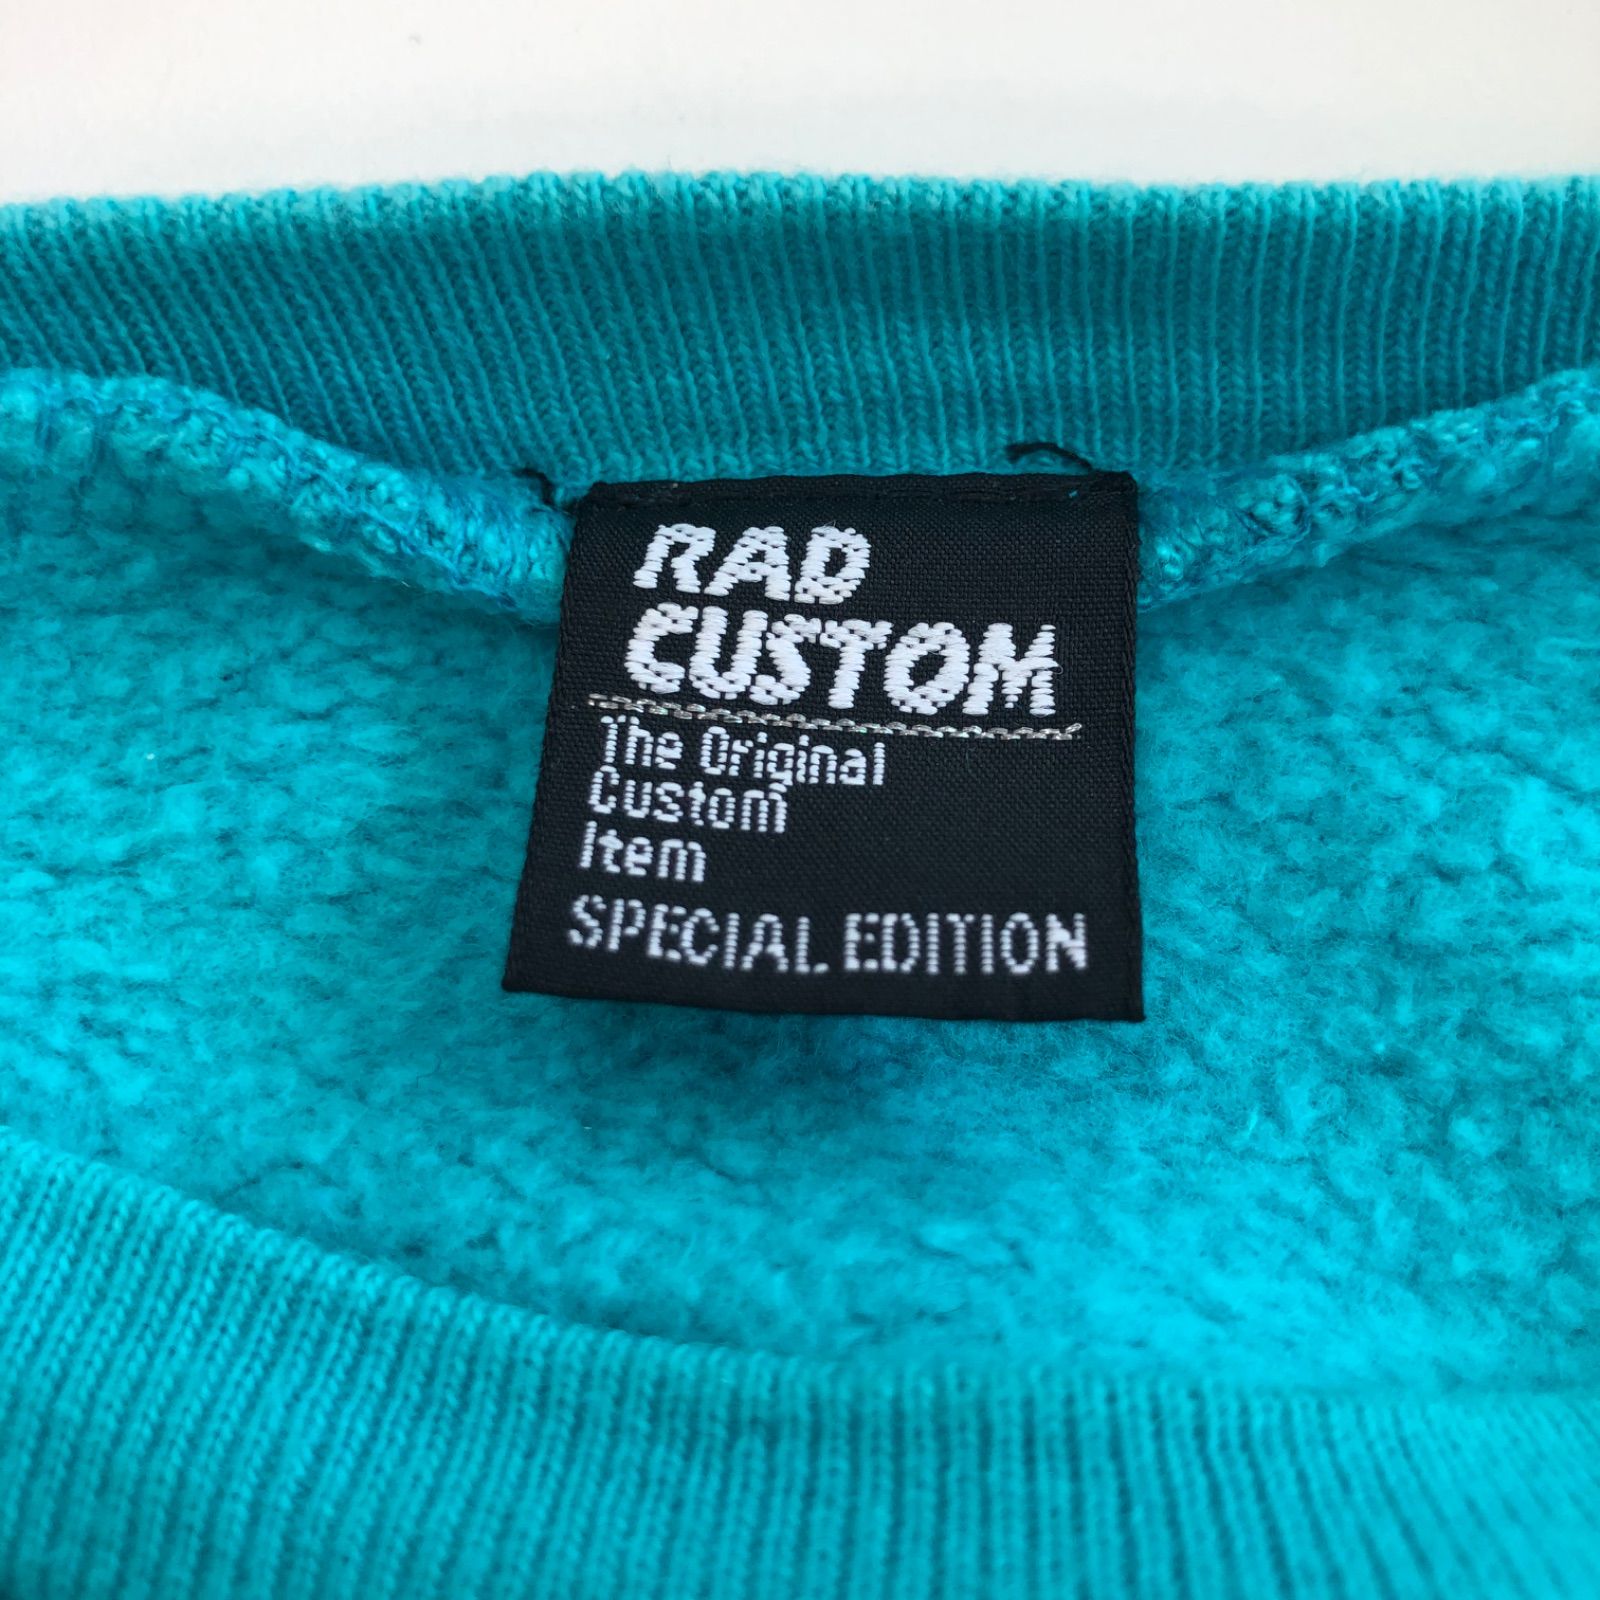 RAD
CUSTOM
The Original
Custom
Item
SPECIAL EDITION